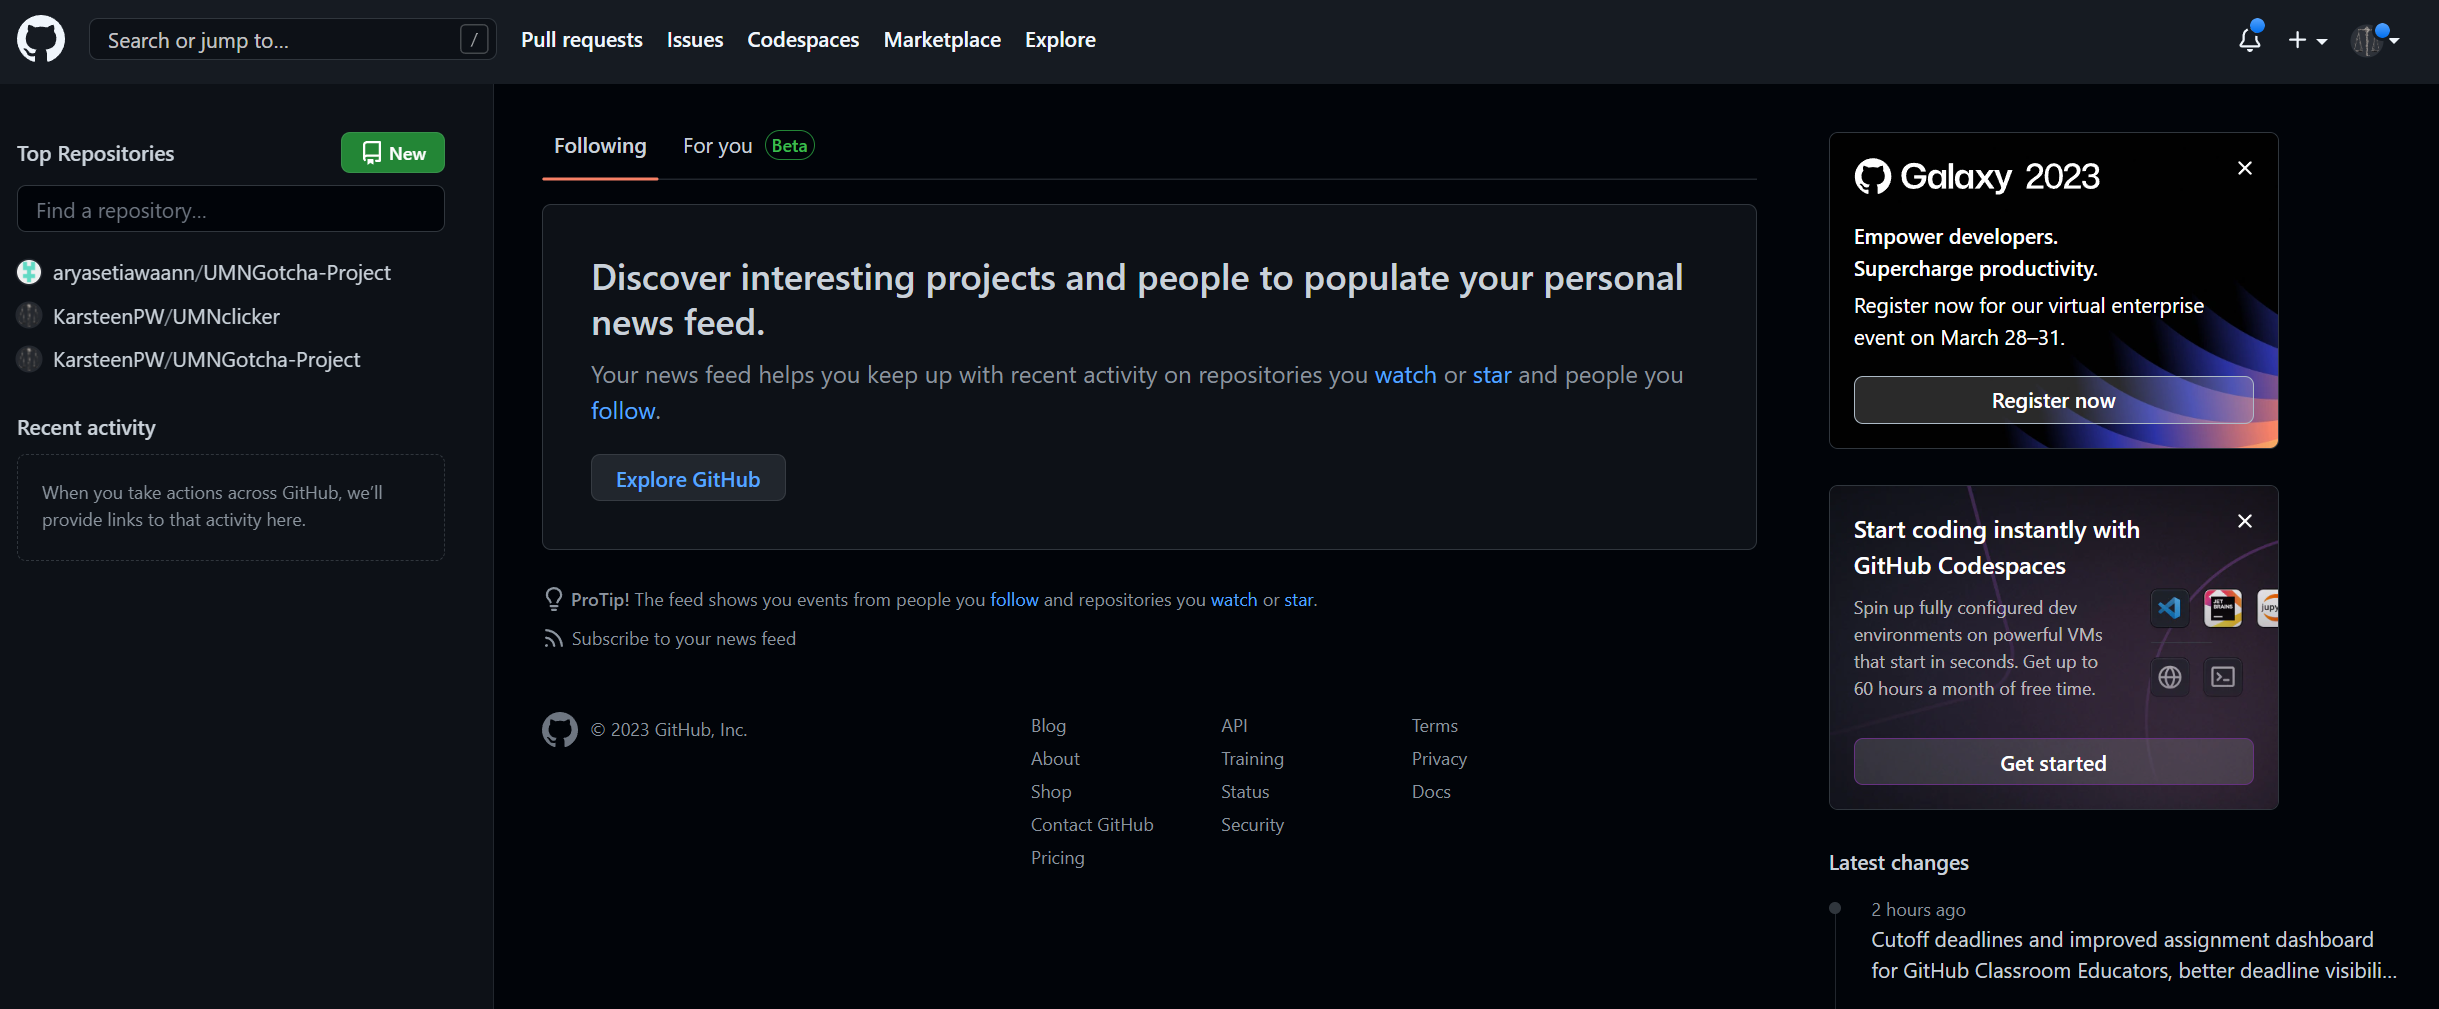 Search or jump to...
/
Pull requests
Issues
Codespaces
Marketplace
Explore
Top Repositories
New
Find a repository...
aryasetiawaann/UMNGotcha-Project
KarsteenPW/UMNclicker
KarsteenPW/UMNGotcha-Project
Recent activity
When you take actions across GitHub, we'll
provide links to that activity here.
Following
For you
Beta
Discover interesting projects and people to populate your personal
news feed.
Your news feed helps you keep up with recent activity on repositories you watch or star and people you
follow.
Explore GitHub
ProTip! The feed shows you events from people you follow and repositories you watch or star.
Subscribe to your news feed
© 2023 GitHub, Inc.
Blog
About
Shop
Contact GitHub
Pricing
API
Training
Status
Security
Terms
Privacy
Docs
Galaxy 2023
Empower developers.
Supercharge productivity.
Register now for our virtual enterprise
event on March 28–31.
Register now
Start coding instantly with
GitHub Codespaces
Spin up fully configured dev
environments on powerful VMs
that start in seconds. Get up to
60 hours a month of free time.
JET
BRAINS
jupy
Get started
Latest changes
2 hours ago
Cutoff deadlines and improved assignment dashboard
for GitHub Classroom Educators, better deadline visibili...